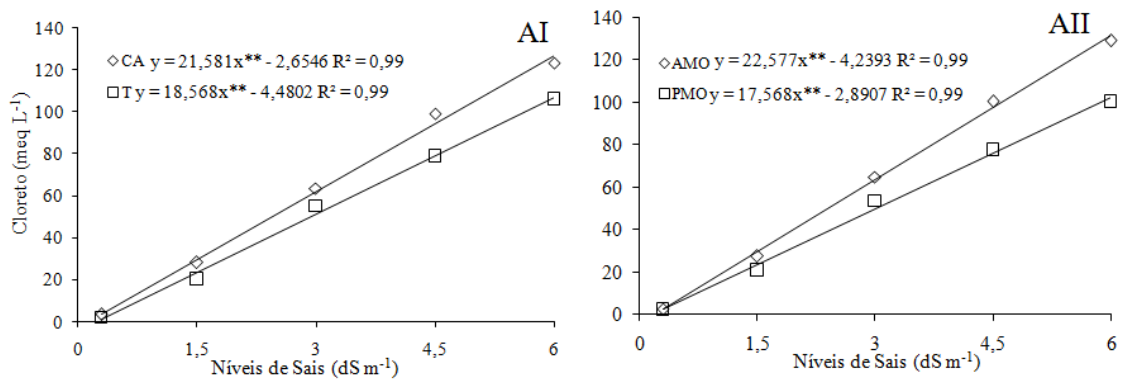 AI
140
120
100
80
60
40
20
0
Cloreto (meq L⁻¹)
CA y = 21,581x** - 2,6546 R² = 0,99
T y = 18,568x** - 4,4802 R² = 0,99
0 1,5 3 4,5 6
Níveis de Sais (dS m⁻¹)
AII
140
120
100
80
60
40
20
0
AMO y = 22,577x** - 4,2393 R² = 0,99
PMO y = 17,568x** - 2,8907 R² = 0,99
0 1,5 3 4,5 6
Níveis de Sais (dS m⁻¹)